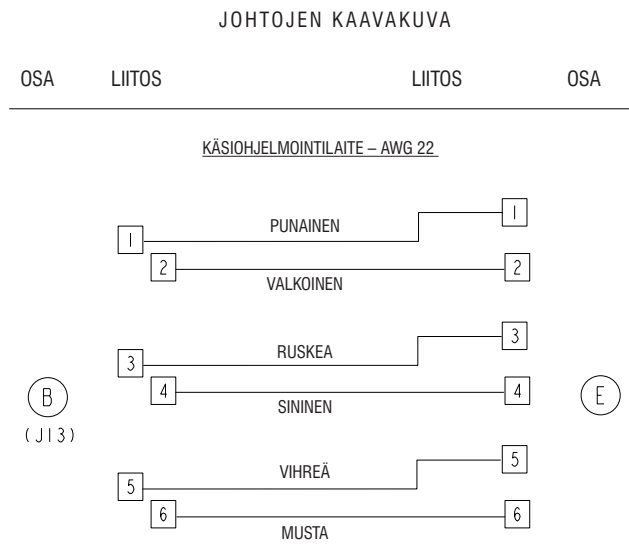 JOHTOJEN KAAVAKUVA
OSA LIITOS LIITOS OSA
KÄSIOHJELMOINTILAITE – AWG 22
1 PUNAINEN 1
2 VALKOINEN 2
3 RUSKEA 3
4 SININEN 4
B E
(J13)
5 VIHREÄ 5
6 MUSTA 6